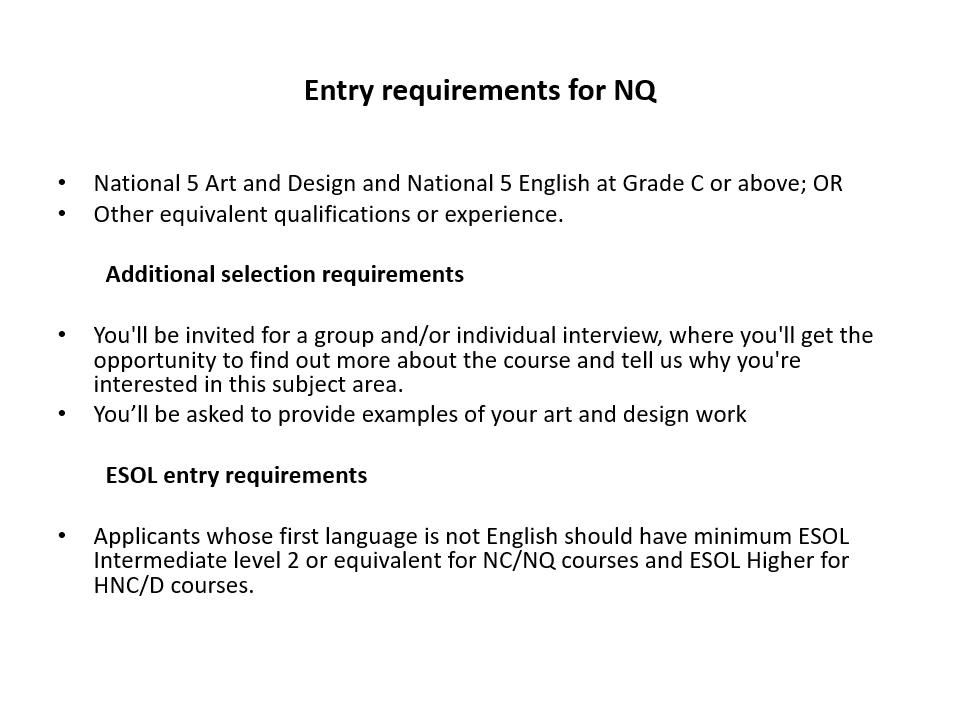 Entry requirements for NQ
• National 5 Art and Design and National 5 English at Grade C or above; OR
• Other equivalent qualifications or experience.
Additional selection requirements
• You'll be invited for a group and/or individual interview, where you'll get the
opportunity to find out more about the course and tell us why you're
interested in this subject area.
• You’ll be asked to provide examples of your art and design work
ESOL entry requirements
• Applicants whose first language is not English should have minimum ESOL
Intermediate level 2 or equivalent for NC/NQ courses and ESOL Higher for
HNC/D courses.